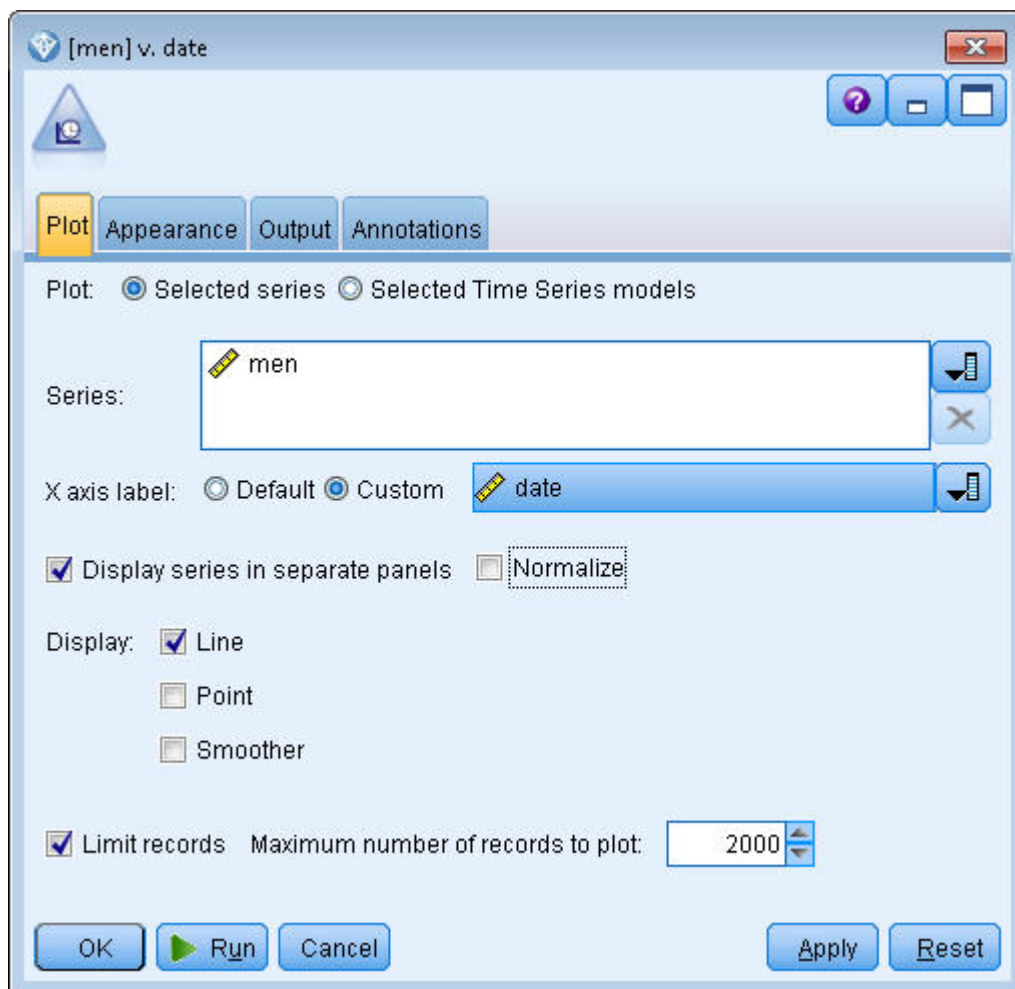 [men] v. date
Plot Appearance Output Annotations
Plot: Selected series Selected Time Series models
men
Series:
X axis label: Default Custom date
Display series in separate panels Normalize
Display: Line
Point
Smoother
Limit records Maximum number of records to plot: 2000
OK Run Cancel Apply Reset